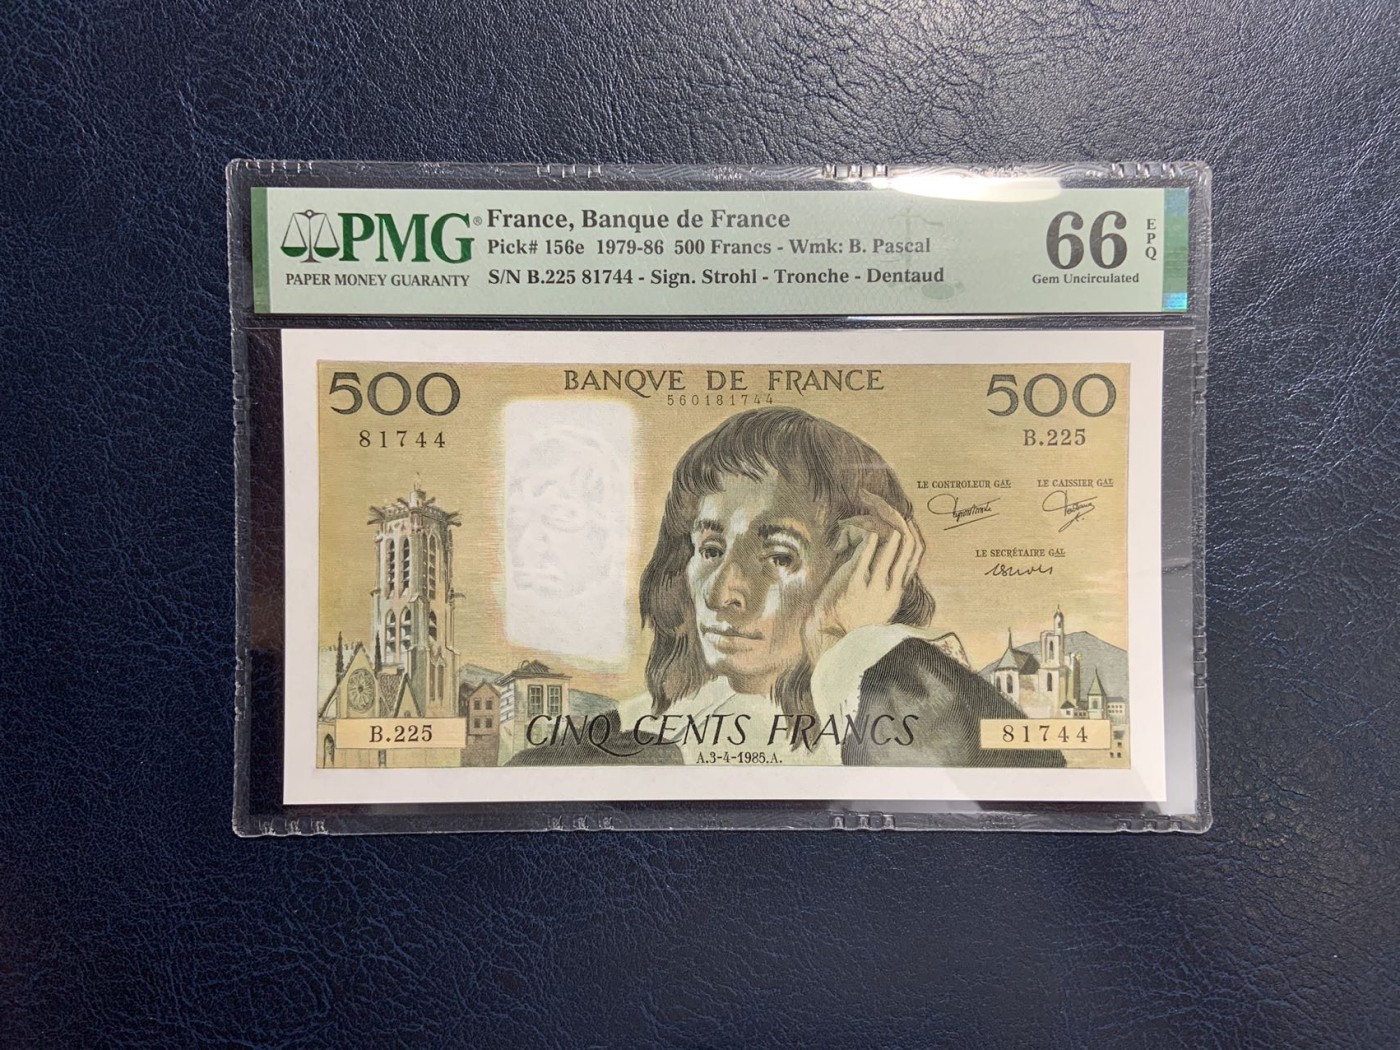 PMG®
PAPER MONEY GUARANTY
France, Banque de France
Pick# 156e 1979-86 500 Francs - Wmk: B. Pascal
S/N B.225 81744 - Sign. Strohl - Tronche - Dentaud
66
EPQ
Gem Uncirculated
500
BANQVE DE FRANCE
500
560181744
81744
B.225
LE CONTROLEUR GAL
LE CAISSIER GAL
LE SECRÉTAIRE GAL
B.225
CINQ CENTS FRANCS
81744
A.3-4-1985.A.